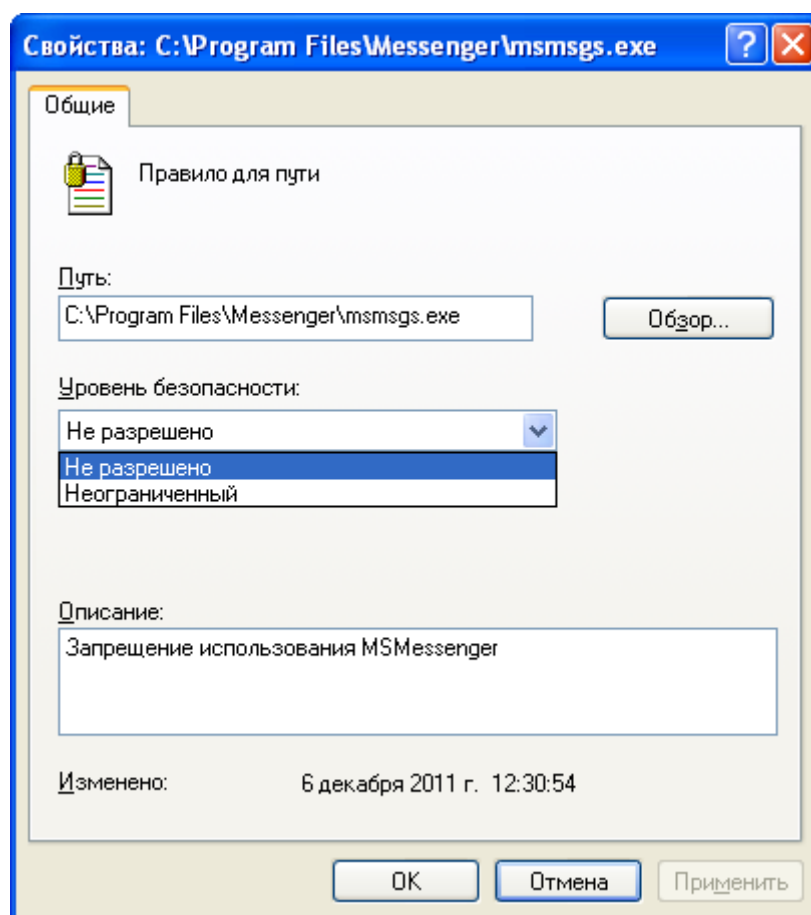 Свойства: C:\Program Files\Messenger\msmsgs.exe
Общие
Правило для пути
Путь:
C:\Program Files\Messenger\msmsgs.exe
Обзор...
Уровень безопасности:
Не разрешено
Не разрешено
Неограниченный
Описание:
Запрещение использования MSMessenger
Изменено: 6 декабря 2011 г. 12:30:54
ОК Отмена Применить